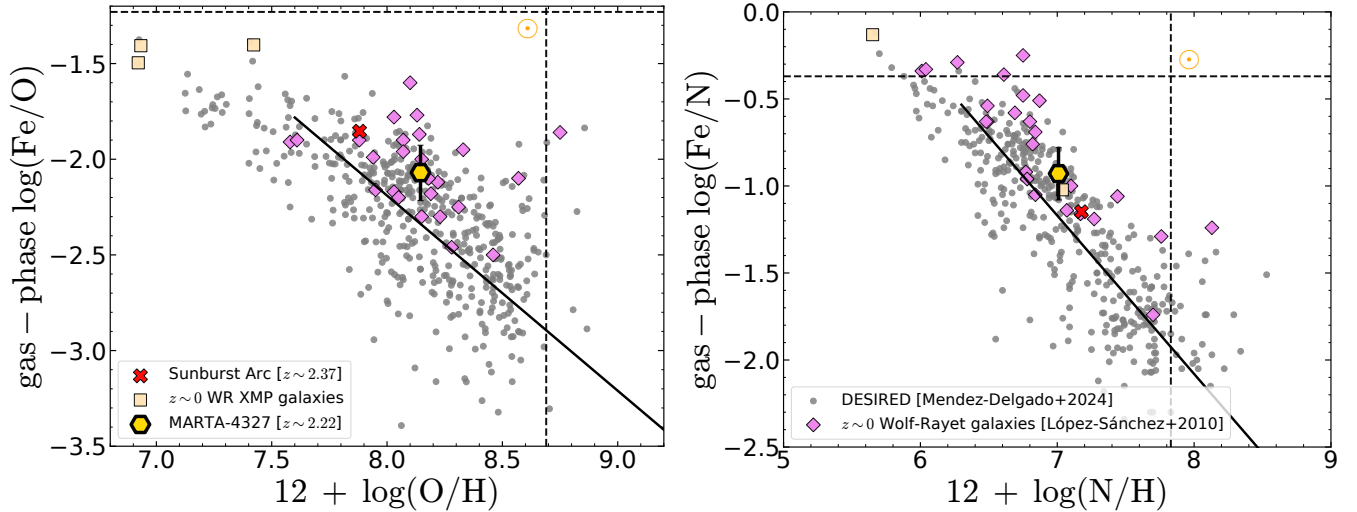 gas − phase log(Fe/O)
−1.5
−2.0
−2.5
−3.0
−3.5
Sunburst Arc [z ~ 2.37]
z ~ 0 WR XMP galaxies
MARTA-4327 [z ~ 2.22]
7.0 7.5 8.0 8.5 9.0
12 + log(O/H)
gas − phase log(Fe/N)
0.0
−0.5
−1.0
−1.5
−2.0
−2.5
DESIRED [Mendez-Delgado+2024]
z ~ 0 Wolf-Rayet galaxies [López-Sánchez+2010]
5 6 7 8 9
12 + log(N/H)